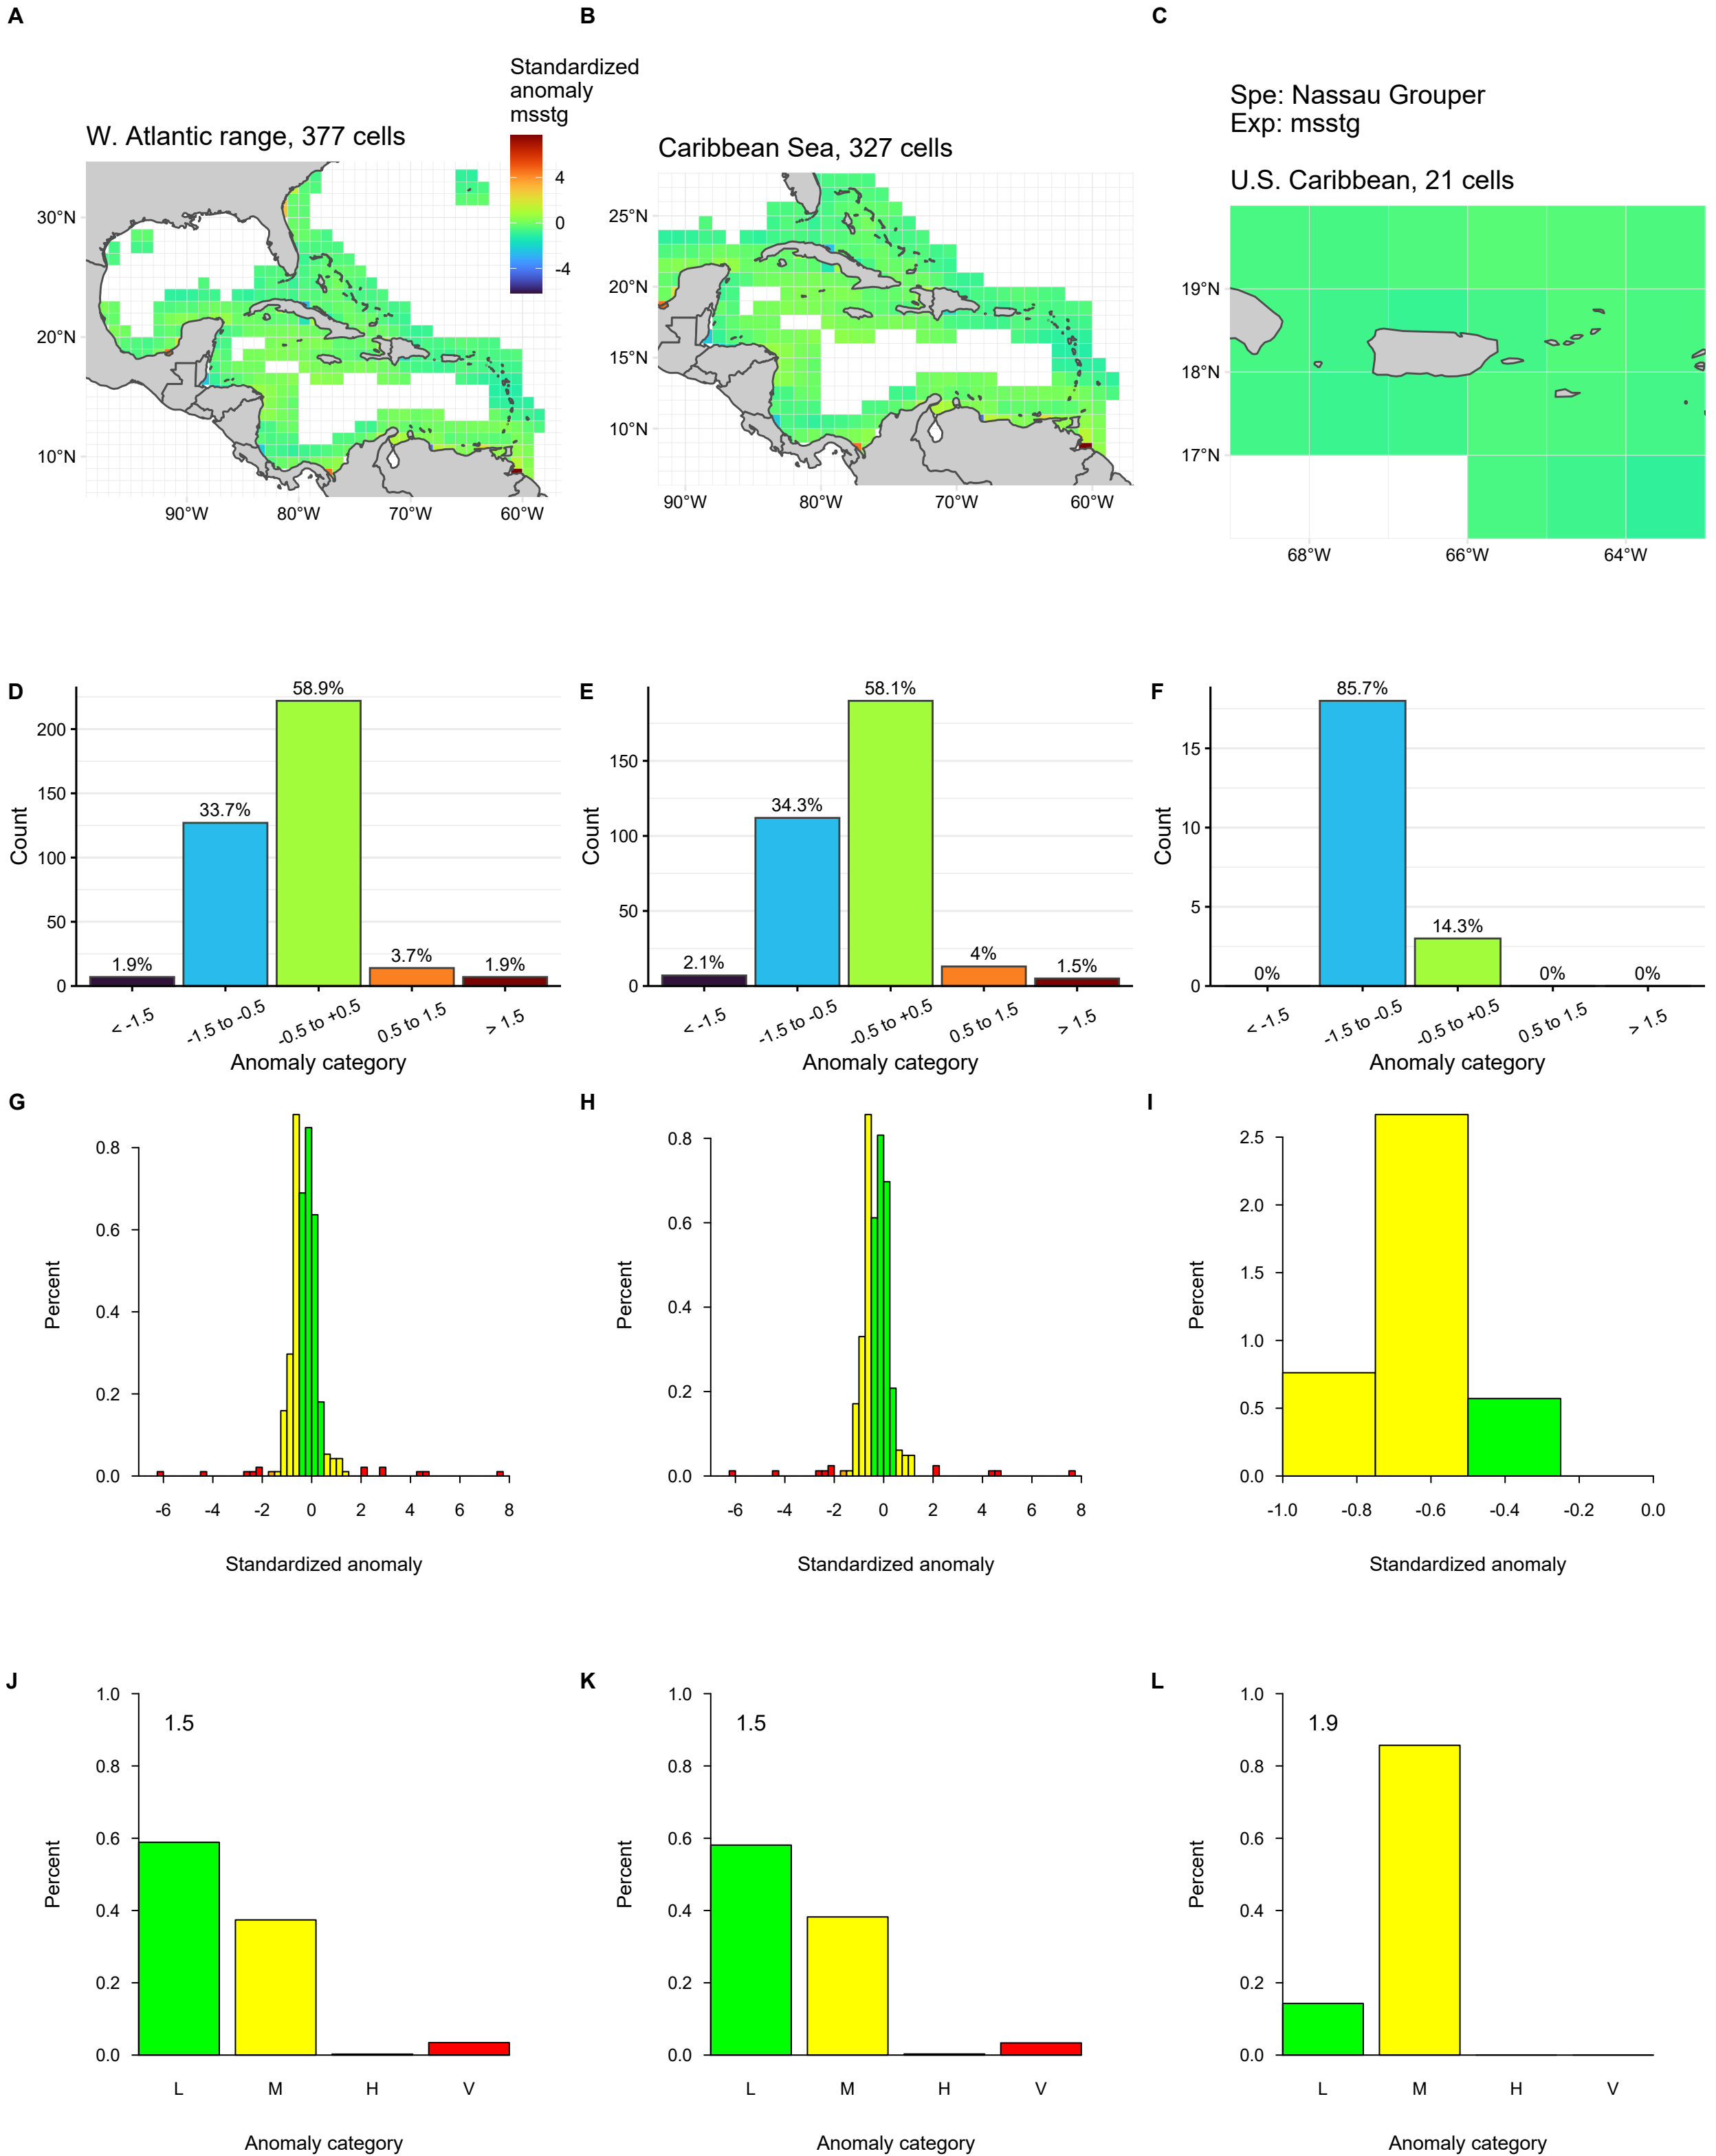 A
B
C
Standardized
anomaly
msstg
4
0
-4
W. Atlantic range, 377 cells
30°N
20°N
10°N
90°W 80°W 70°W 60°W
Caribbean Sea, 327 cells
25°N
20°N
15°N
10°N
90°W 80°W 70°W 60°W
Spe: Nassau Grouper
Exp: msstg
U.S. Caribbean, 21 cells
19°N
18°N
17°N
68°W 66°W 64°W
D
Count
200
150
100
50
0
1.9% 33.7% 58.9% 3.7% 1.9%
< -1.5 -1.5 to -0.5 -0.5 to +0.5 0.5 to 1.5 > 1.5
Anomaly category
E
Count
150
100
50
0
2.1% 34.3% 58.1% 4% 1.5%
< -1.5 -1.5 to -0.5 -0.5 to +0.5 0.5 to 1.5 > 1.5
Anomaly category
F
Count
15
10
5
0
0% 85.7% 14.3% 0% 0%
< -1.5 -1.5 to -0.5 -0.5 to +0.5 0.5 to 1.5 > 1.5
Anomaly category
G
Percent
0.8
0.6
0.4
0.2
0.0
-6 -4 -2 0 2 4 6 8
Standardized anomaly
H
Percent
0.8
0.6
0.4
0.2
0.0
-6 -4 -2 0 2 4 6 8
Standardized anomaly
I
Percent
2.5
2.0
1.5
1.0
0.5
0.0
-1.0 -0.8 -0.6 -0.4 -0.2 0.0
Standardized anomaly
J
Percent
1.0
0.8
0.6
0.4
0.2
0.0
1.5
L M H V
Anomaly category
K
Percent
1.0
0.8
0.6
0.4
0.2
0.0
1.5
L M H V
Anomaly category
L
Percent
1.0
0.8
0.6
0.4
0.2
0.0
1.9
L M H V
Anomaly category